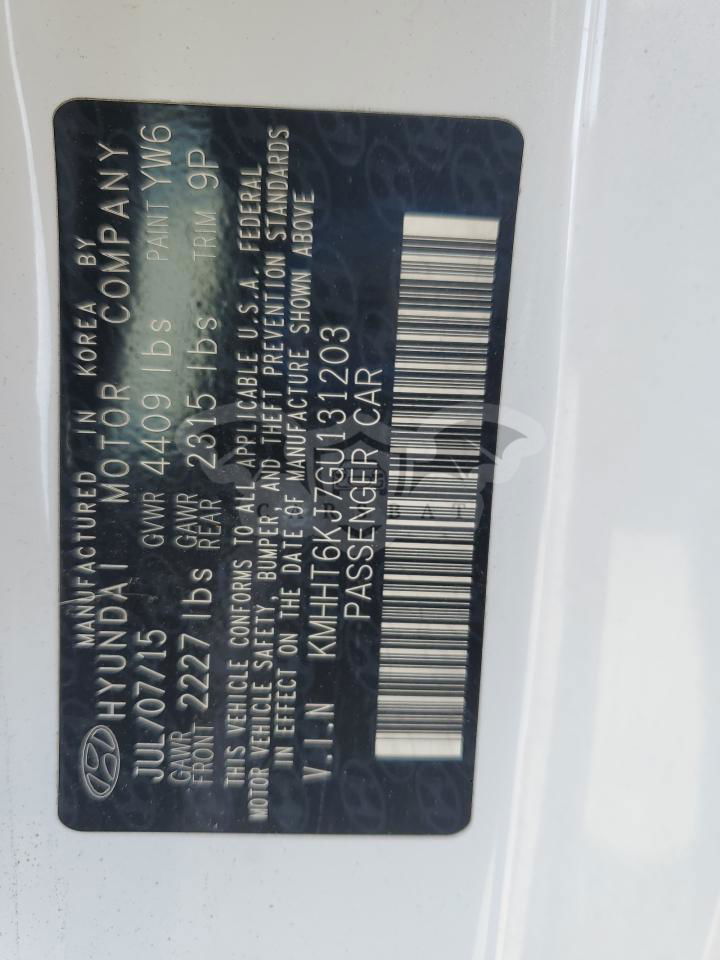 MANUFACTURED IN KOREA BY
HYUNDAI MOTOR COMPANY
JUL/07/15 GVWR 4409 lbs PAINT YW6
GAWR FRONT 2227 lbs GAWR REAR 2315 lbs TRIM 9P
THIS VEHICLE CONFORMS TO ALL APPLICABLE U.S.A. FEDERAL
MOTOR VEHICLE SAFETY, BUMPER, AND THEFT PREVENTION STANDARDS
IN EFFECT ON THE DATE OF MANUFACTURE SHOWN ABOVE
V.I.N KMHHT6KJ7GU131203
PASSENGER CAR